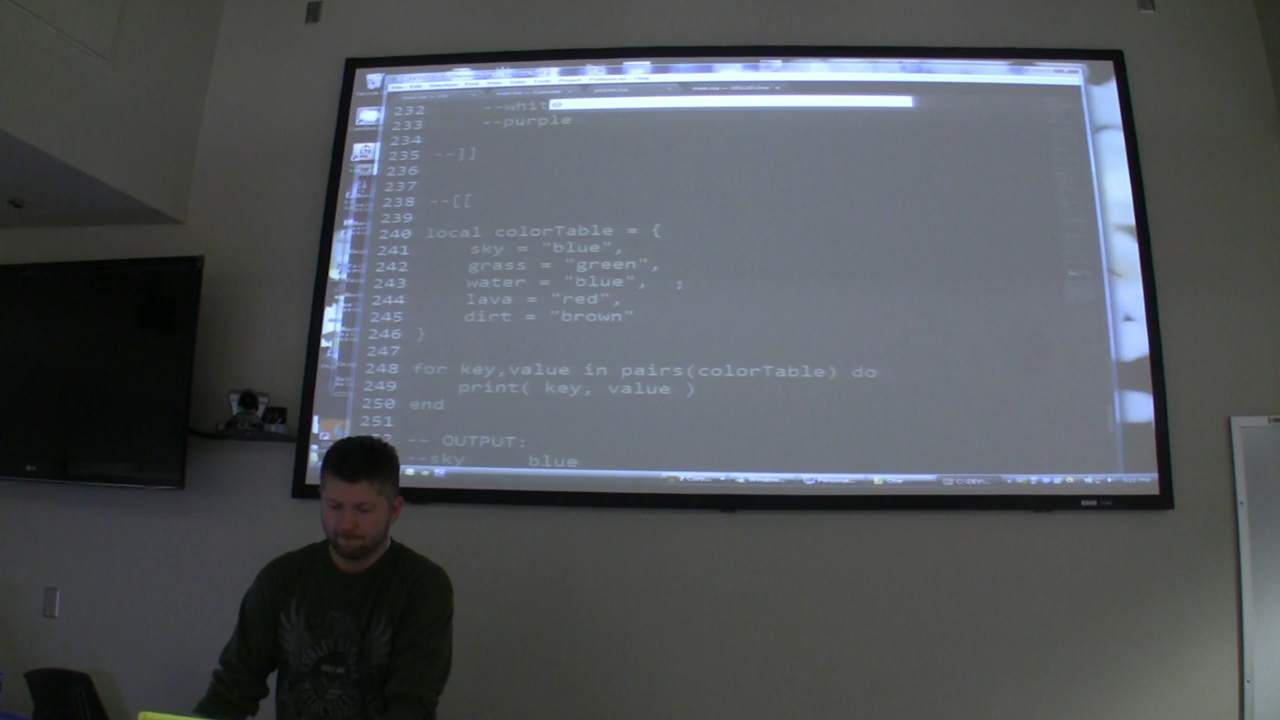 232 --whit
233 --purple
234
235 --]]
236
237
238 --[[
239
240 local colorTable = {
241 sky = "blue",
242 grass = "green",
243 water = "blue",
244 lava = "red",
245 dirt = "brown"
246 }
247
248 for key,value in pairs(colorTable) do
249 print( key, value )
250 end
251
-- OUTPUT:
--sky blue
LG